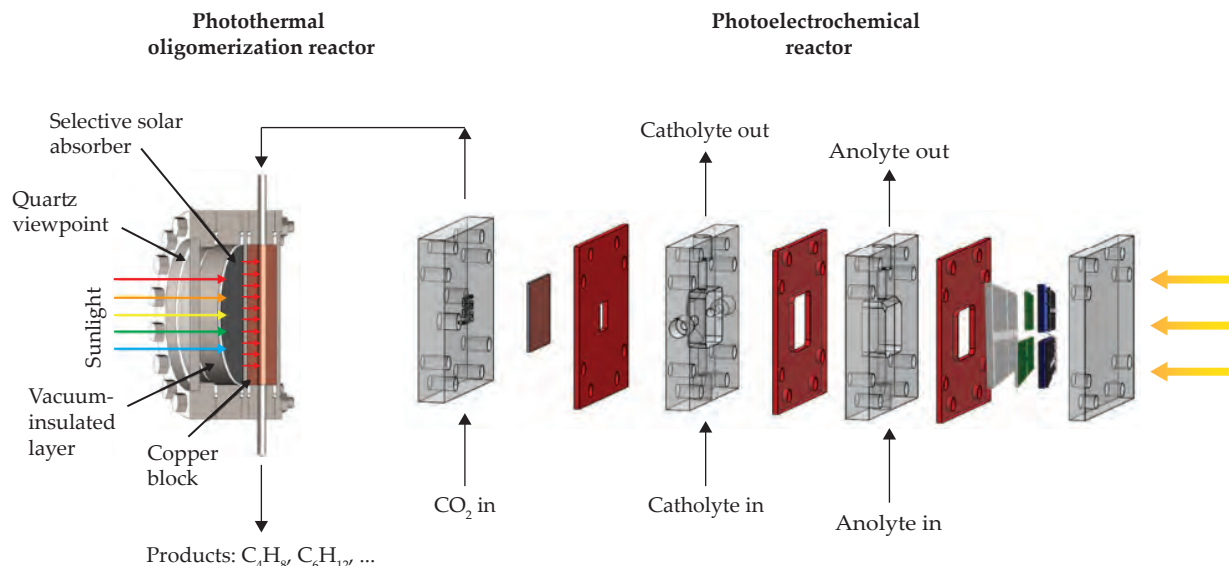 Photothermal
oligomerization reactor
Photoelectrochemical
reactor
Selective solar
absorber
Catholyte out
Anolyte out
Quartz
viewpoint
Sunlight
Vacuum-
insulated
layer
Copper
block
CO₂ in
Catholyte in
Anolyte in
Products: C₄H₈, C₆H₁₂, ...